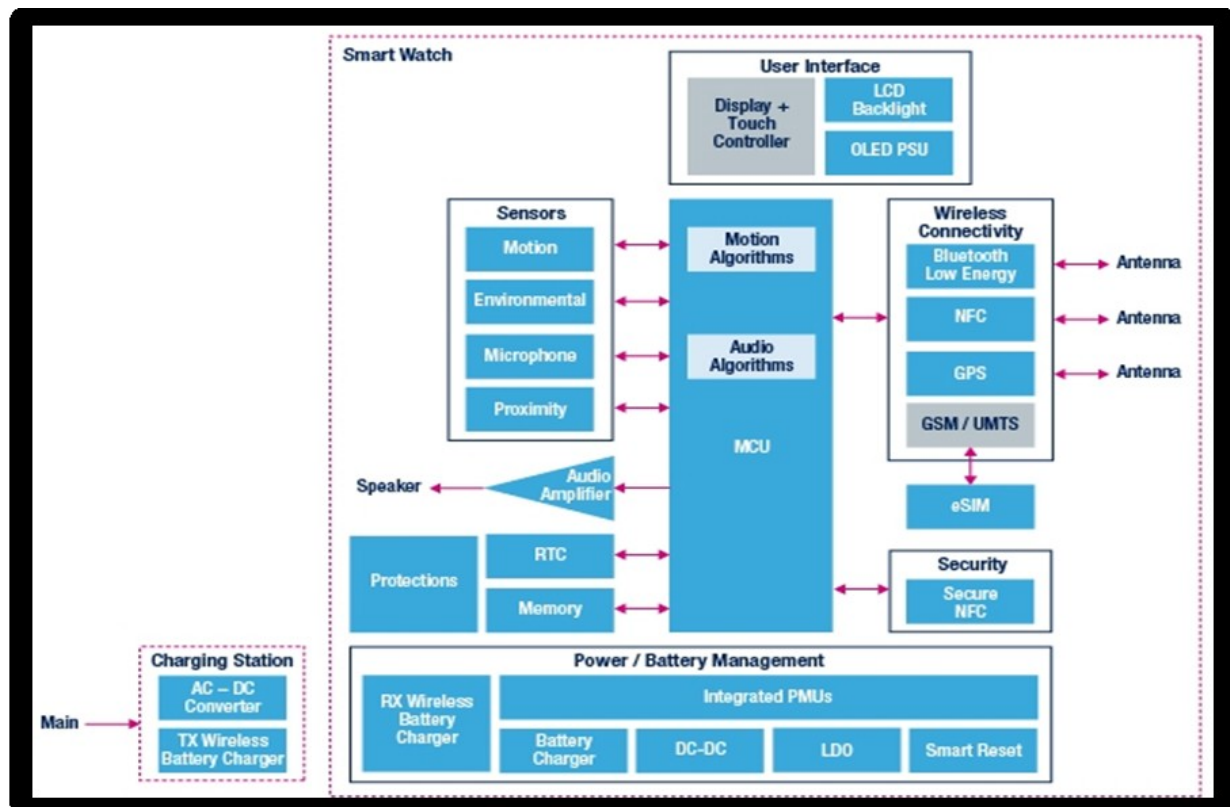 Smart Watch
User Interface
Display +
Touch
Controller
LCD
Backlight
OLED PSU
Sensors
Motion
Environmental
Microphone
Proximity
Motion
Algorithms
Audio
Algorithms
MCU
Wireless
Connectivity
Bluetooth
Low Energy
NFC
GPS
GSM / UMTS
Antenna
Antenna
Antenna
eSIM
Speaker
Audio
Amplifier
Protections
RTC
Memory
Security
Secure
NFC
Charging Station
AC – DC
Converter
TX Wireless
Battery Charger
Main
Power / Battery Management
RX Wireless
Battery
Charger
Integrated PMUs
Battery
Charger
DC-DC
LDO
Smart Reset